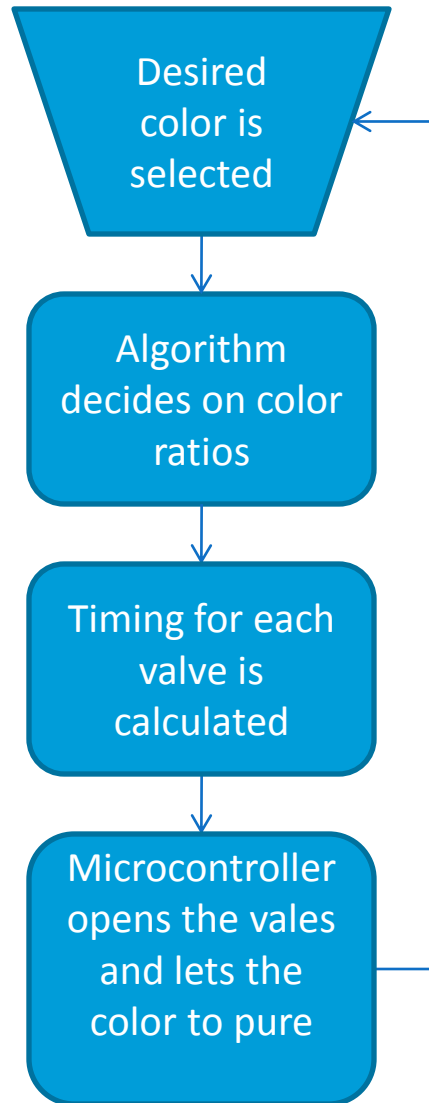 Desired
color is
selected
Algorithm
decides on color
ratios
Timing for each
valve is
calculated
Microcontroller
opens the vales
and lets the
color to pure